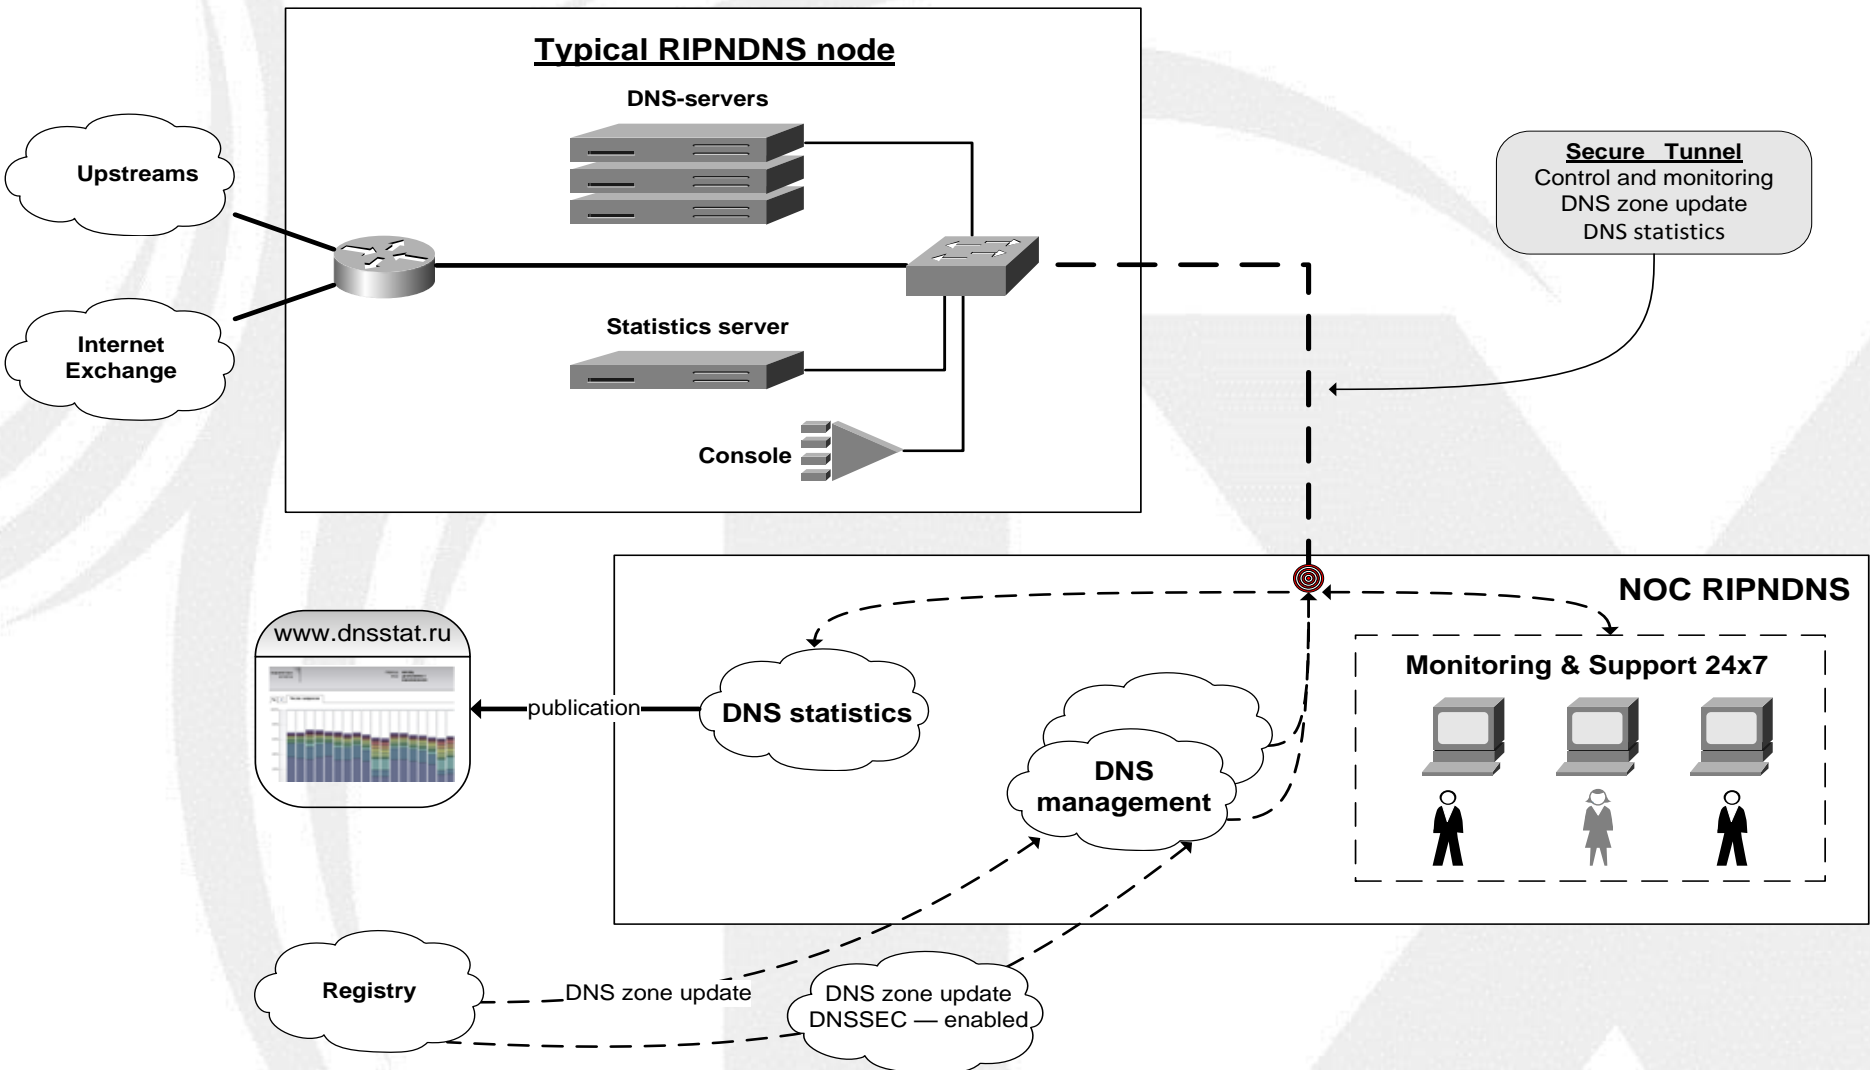 Typical RIPNDNS node
DNS-servers
Upstreams
Internet
Exchange
Statistics server
Console
Secure Tunnel
Control and monitoring
DNS zone update
DNS statistics
NOC RIPNDNS
www.dnsstat.ru
publication
DNS statistics
DNS
management
Monitoring & Support 24x7
Registry
DNS zone update
DNS zone update
DNSSEC — enabled